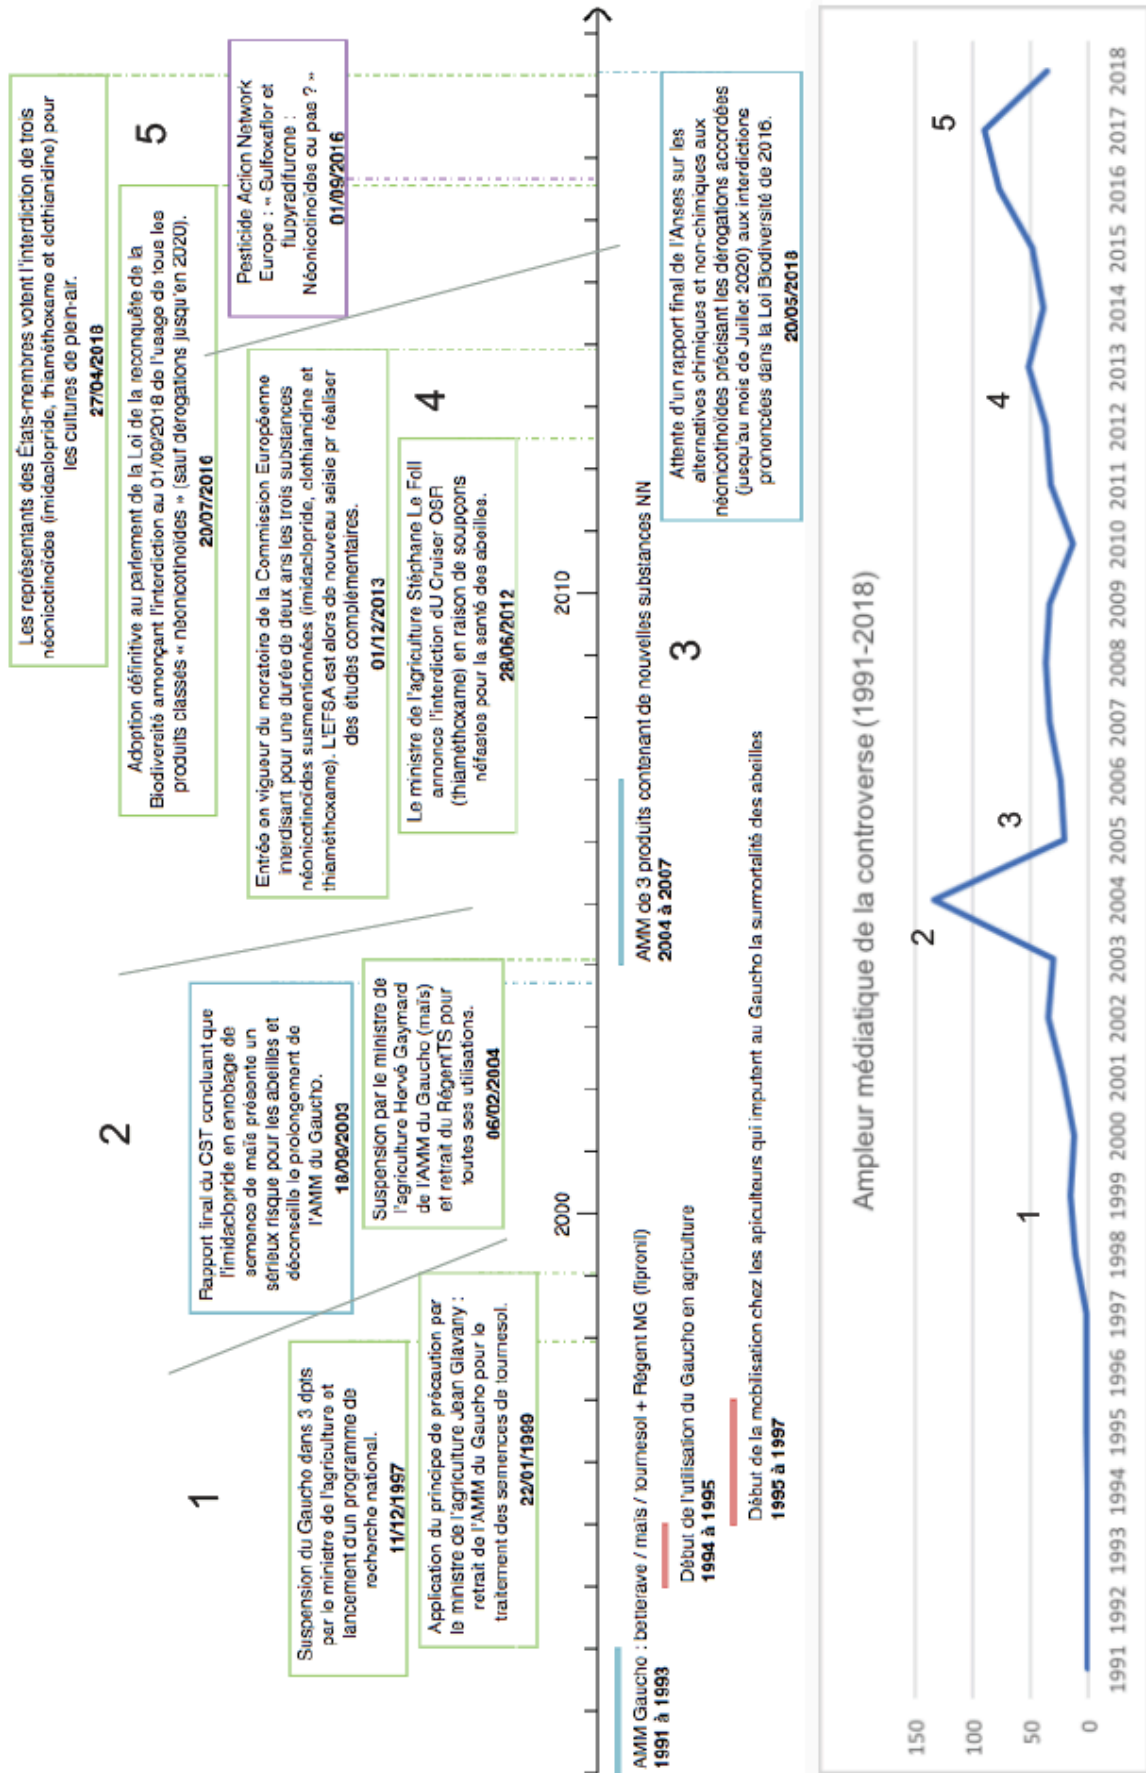 Les représentants des États-membres votent l'interdiction de trois
néonicotinoïdes (imidaclopride, thiaméthoxame et clothianidine) pour
les cultures de plein-air.
27/04/2018
Adoption définitive au parlement de la Loi de la reconquête de la
Biodiversité annonçant l'interdiction au 01/09/2018 de l'usage de tous les
produits classés « néonicotinoïdes » (sauf dérogations jusqu'en 2020).
20/07/2016
5
Pesticide Action Network
Europe : « Sulfoxaflor et
flupyradifurone :
Néonicotinoïdes ou pas ? »
01/09/2016
Entrée en vigueur du moratoire de la Commission Européenne
interdisant pour une durée de deux ans les trois substances
néonicotinoïdes susmentionnées (imidaclopride, clothianidine et
thiaméthoxame). L'EFSA est alors de nouveau saisie pr réaliser
des études complémentaires.
01/12/2013
4
Le ministre de l'agriculture Stéphane Le Foll
annonce l'interdiction dU Cruiser OSR
(thiaméthoxame) en raison de soupçons
néfastes pour la santé des abeilles.
28/06/2012
2
Rapport final du CST concluant que
l'imidaclopride en enrobage de
semence de maïs présente un
sérieux risque pour les abeilles et
déconseille le prolongement de
l'AMM du Gaucho.
18/09/2003
Suspension par le ministre de
l'agriculture Hervé Gaymard
de l'AMM du Gaucho (maïs)
et retrait du RégentTS pour
toutes ses utilisations.
06/02/2004
1
Suspension du Gaucho dans 3 dpts
par le ministre de l'agriculture et
lancement d'un programme de
recherche national.
11/12/1997
Application du principe de précaution par
le ministre de l'agriculture Jean Glavany :
retrait de l'AMM du Gaucho pour le
traitement des semences de tournesol.
22/01/1999
2000
2010
AMM Gaucho : betterave / maïs / tournesol + Régent MG (fipronil)
1991 à 1993
Début de l'utilisation du Gaucho en agriculture
1994 à 1995
Début de la mobilisation chez les apiculteurs qui imputent au Gaucho la surmortalité des abeilles
1995 à 1997
AMM de 3 produits contenant de nouvelles substances NN
2004 à 2007
3
Attente d'un rapport final de l'Anses sur les
alternatives chimiques et non-chimiques aux
néonicotinoïdes précisant les dérogations accordées
(jusqu'au mois de Juillet 2020) aux interdictions
prononcées dans la Loi Biodiversité de 2016.
20/05/2018
Ampleur médiatique de la controverse (1991-2018)
150
100
50
0
1
2
3
4
5
1991 1992 1993 1994 1995 1996 1997 1998 1999 2000 2001 2002 2003 2004 2005 2006 2007 2008 2009 2010 2011 2012 2013 2014 2015 2016 2017 2018